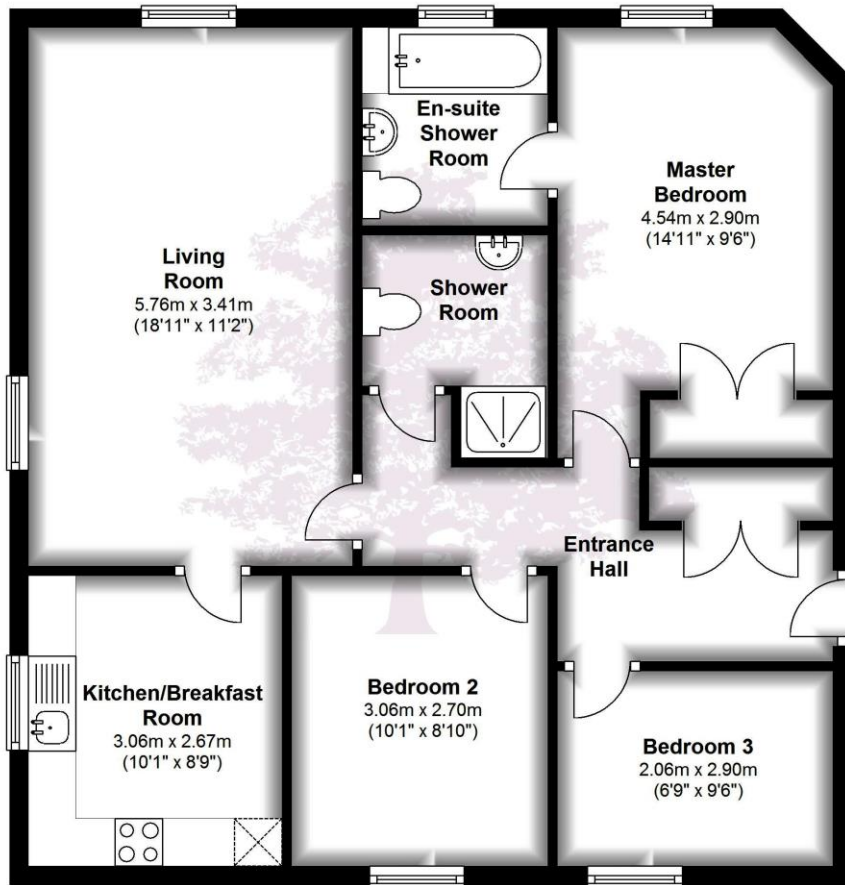 En-suite
Shower
Room
Master
Bedroom
4.54m x 2.90m
(14'11" x 9'6")
Living
Room
5.76m x 3.41m
(18'11" x 11'2")
Shower
Room
Entrance
Hall
Kitchen/Breakfast
Room
3.06m x 2.67m
(10'1" x 8'9")
Bedroom 2
3.06m x 2.70m
(10'1" x 8'10")
Bedroom 3
2.06m x 2.90m
(6'9" x 9'6")